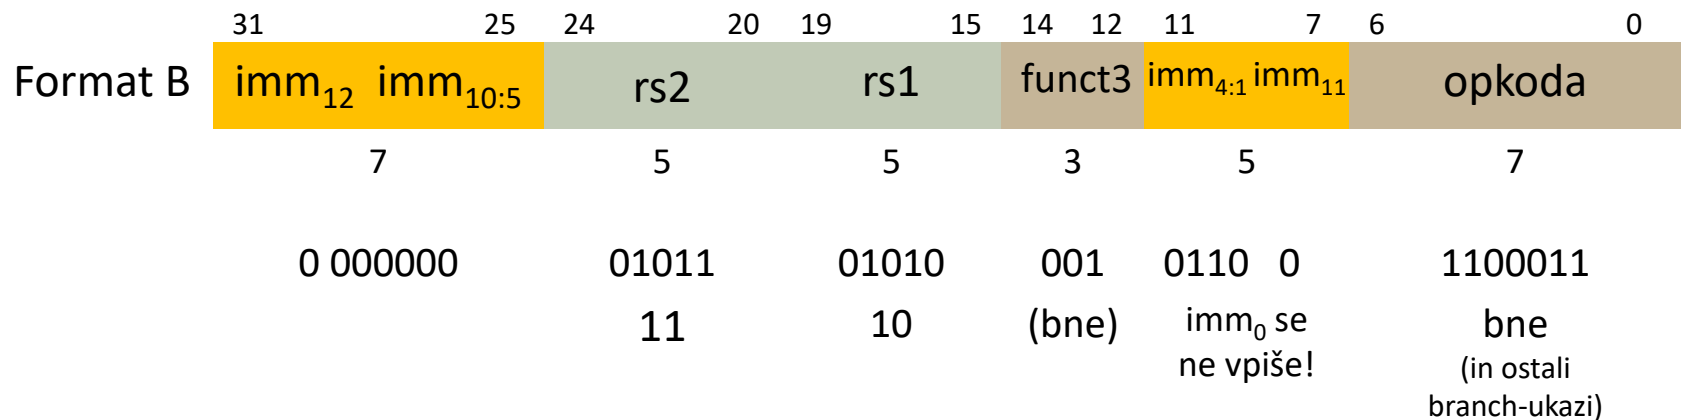 31 25 24 20 19 15 14 12 11 7 6 0
Format B imm₁₂ imm₁₀:₅ rs2 rs1 funct3 imm₄:₁ imm₁₁ opkoda
7 5 5 3 5 7
0 000000 01011 01010 001 0110 0 1100011
11 10 (bne) imm₀ se bne
ne vpiše! (in ostali
branch-ukazi)